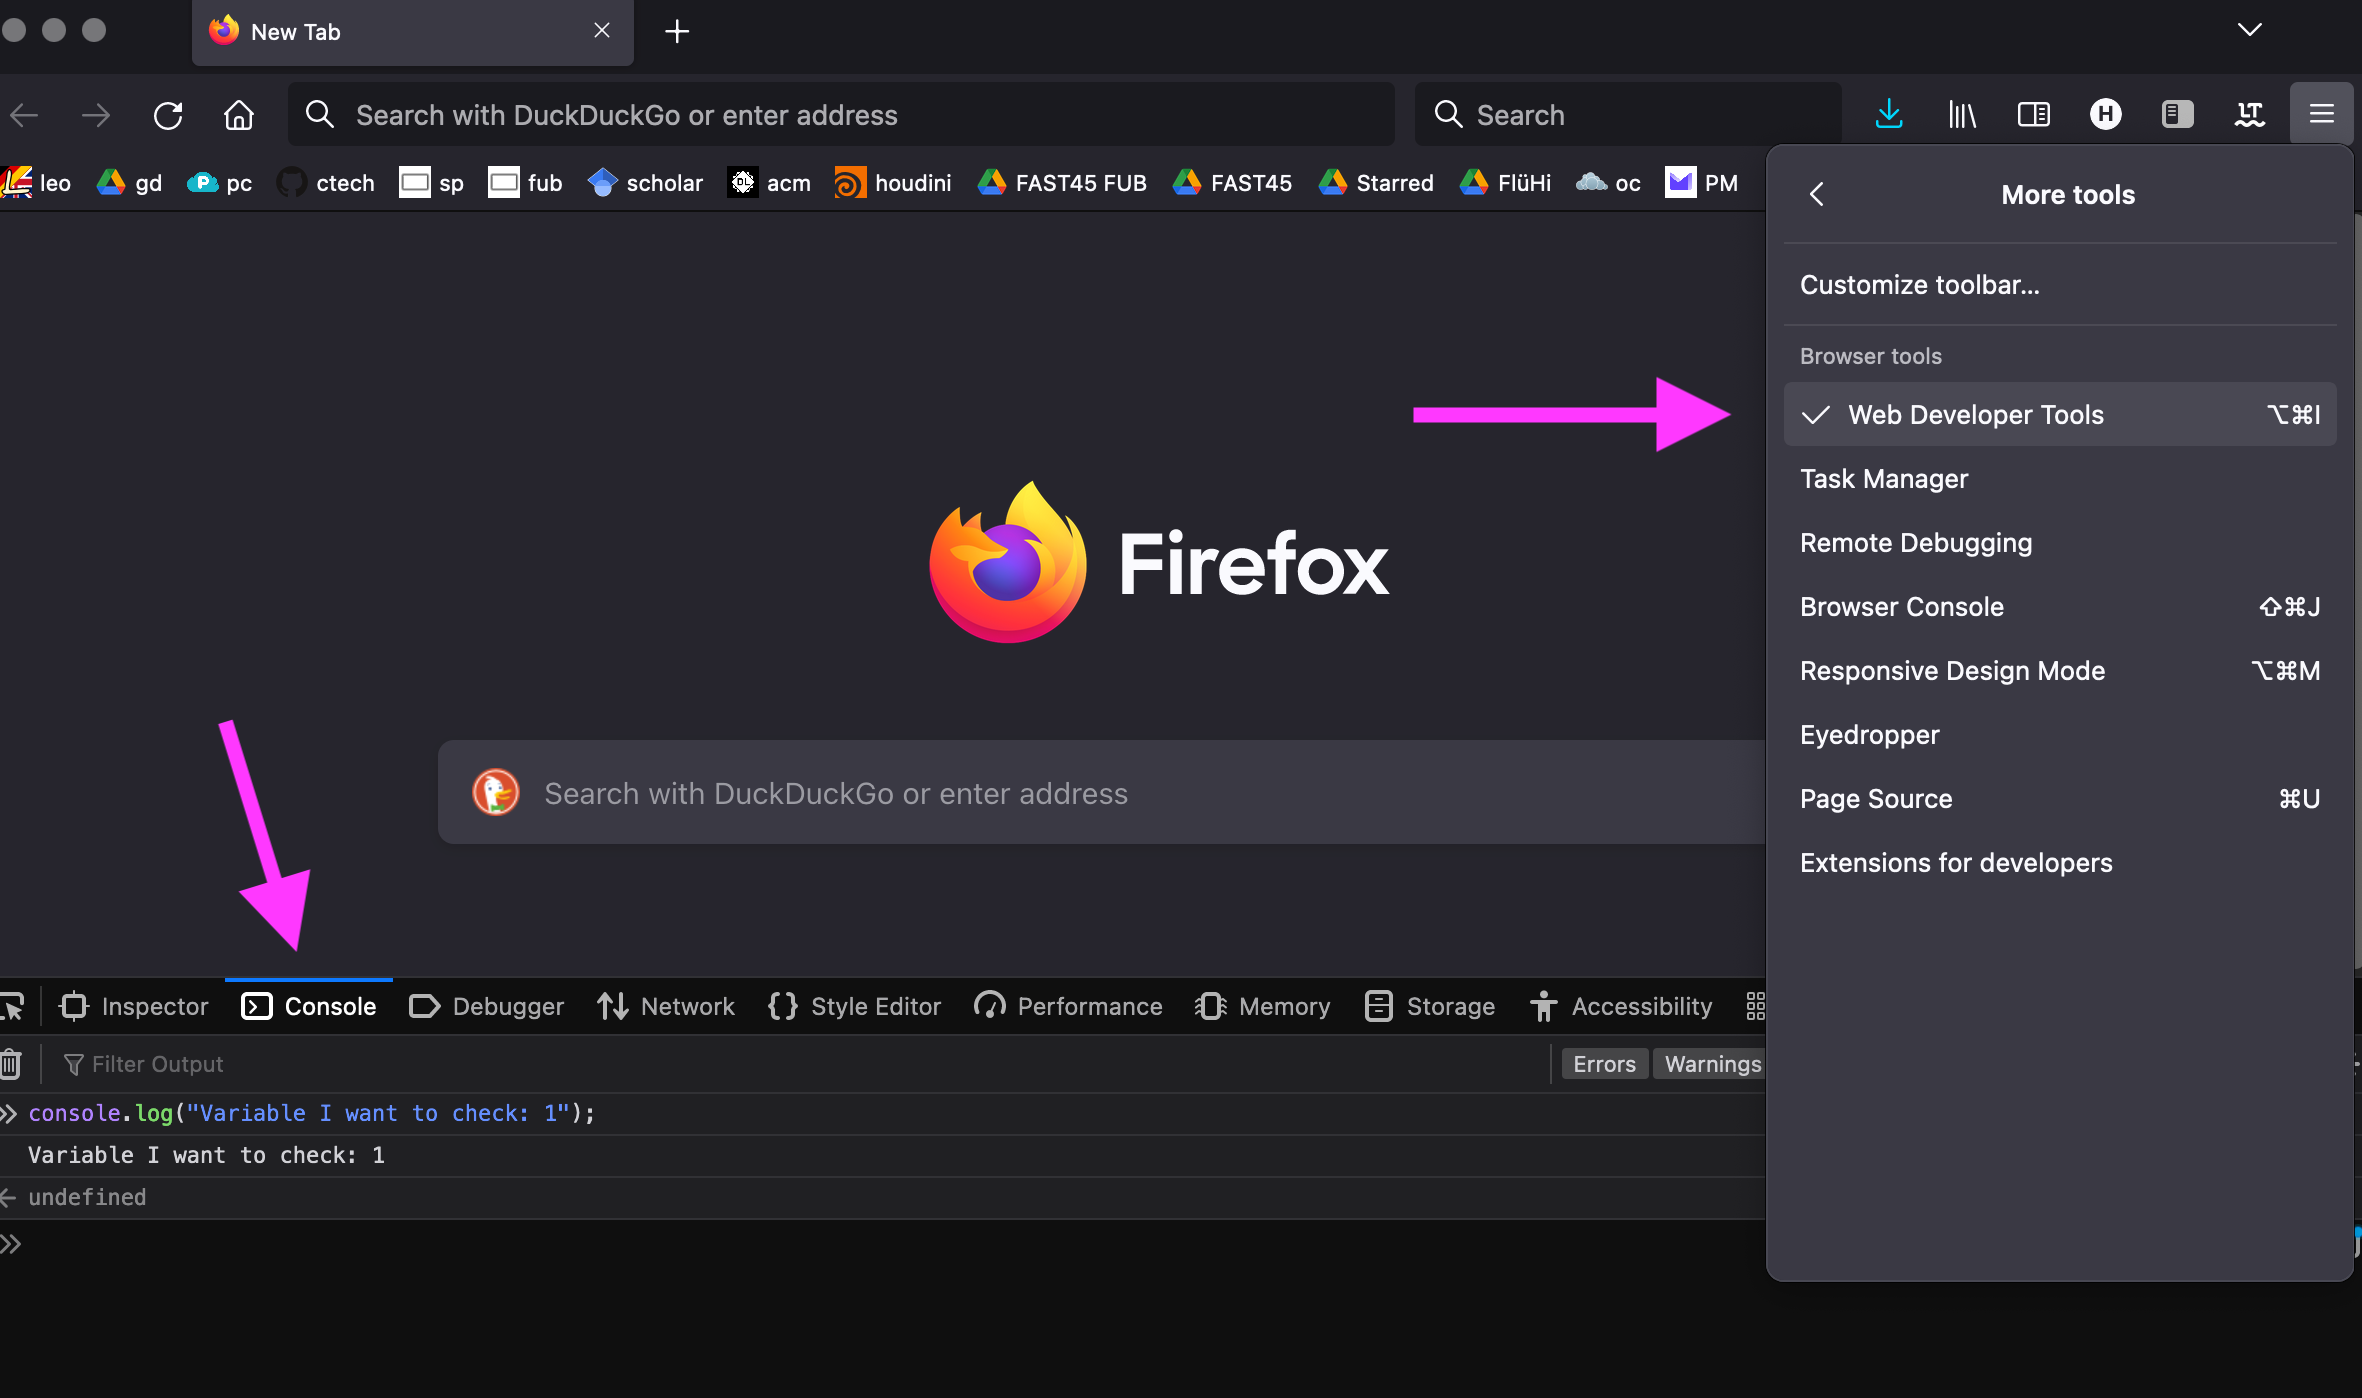 New Tab
Search with DuckDuckGo or enter address
Search
leo gd pc ctech sp fub scholar acm houdini FAST45 FUB FAST45 Starred FlüHi oc PM
More tools
Customize toolbar...
Browser tools
Web Developer Tools ⌥⌘I
Task Manager
Remote Debugging
Browser Console ⇧⌘J
Responsive Design Mode ⌥⌘M
Eyedropper
Page Source ⌘U
Extensions for developers
Firefox
Search with DuckDuckGo or enter address
Inspector Console Debugger Network Style Editor Performance Memory Storage Accessibility
Filter Output Errors Warnings
console.log("Variable I want to check: 1");
Variable I want to check: 1
undefined